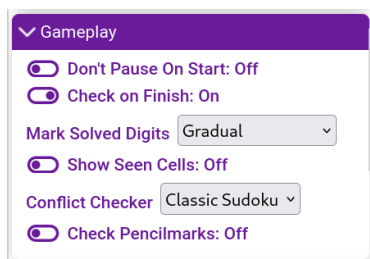 Gameplay
Don't Pause On Start: Off
Check on Finish: On
Mark Solved Digits Gradual
Show Seen Cells: Off
Conflict Checker Classic Sudoku
Check Pencilmarks: Off